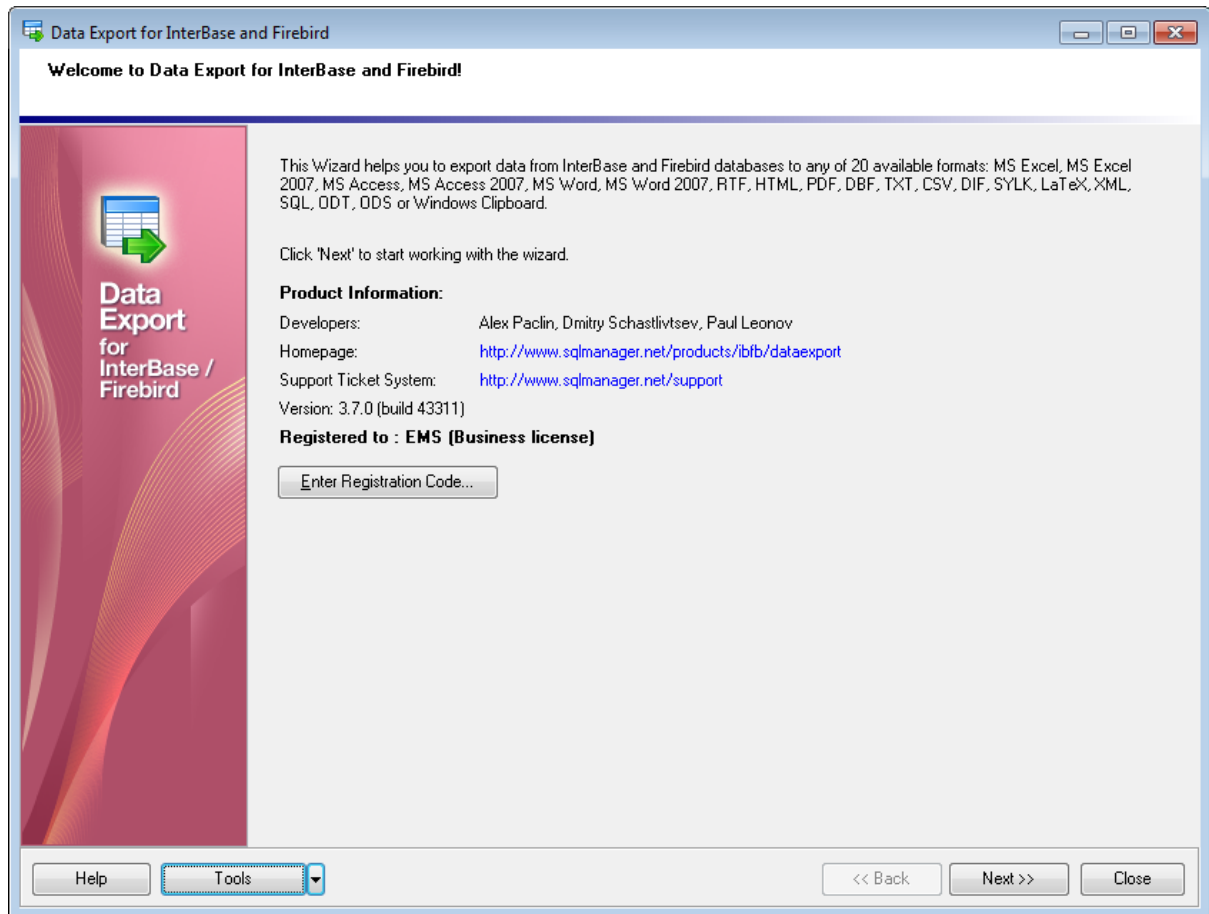 Data Export for InterBase and Firebird
Welcome to Data Export for InterBase and Firebird!
Data
Export
for
InterBase /
Firebird
This Wizard helps you to export data from InterBase and Firebird databases to any of 20 available formats: MS Excel, MS Excel
2007, MS Access, MS Access 2007, MS Word, MS Word 2007, RTF, HTML, PDF, DBF, TXT, CSV, DIF, SYLK, LaTeX, XML,
SQL, ODT, ODS or Windows Clipboard.
Click 'Next' to start working with the wizard.
Product Information:
Developers: Alex Paclin, Dmitry Schastlivtsev, Paul Leonov
Homepage: http://www.sqlmanager.net/products/ibfb/dataexport
Support Ticket System: http://www.sqlmanager.net/support
Version: 3.7.0 (build 43311)
Registered to : EMS (Business license)
Enter Registration Code...
Help Tools << Back Next >> Close